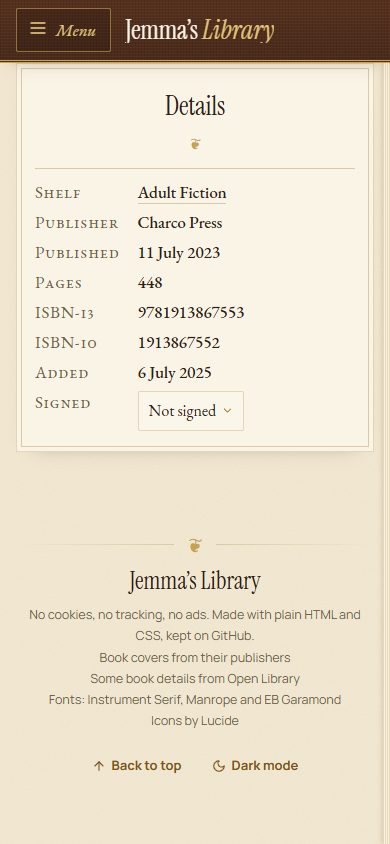 Menu
Jemma's Library
Details
Shelf Adult Fiction
Publisher Charco Press
Published 11 July 2023
Pages 448
ISBN-13 9781913867553
ISBN-10 1913867552
Added 6 July 2025
Signed Not signed
Jemma's Library
No cookies, no tracking, no ads. Made with plain HTML and
CSS, kept on GitHub.
Book covers from their publishers
Some book details from Open Library
Fonts: Instrument Serif, Manrope and EB Garamond
Icons by Lucide
Back to top Dark mode